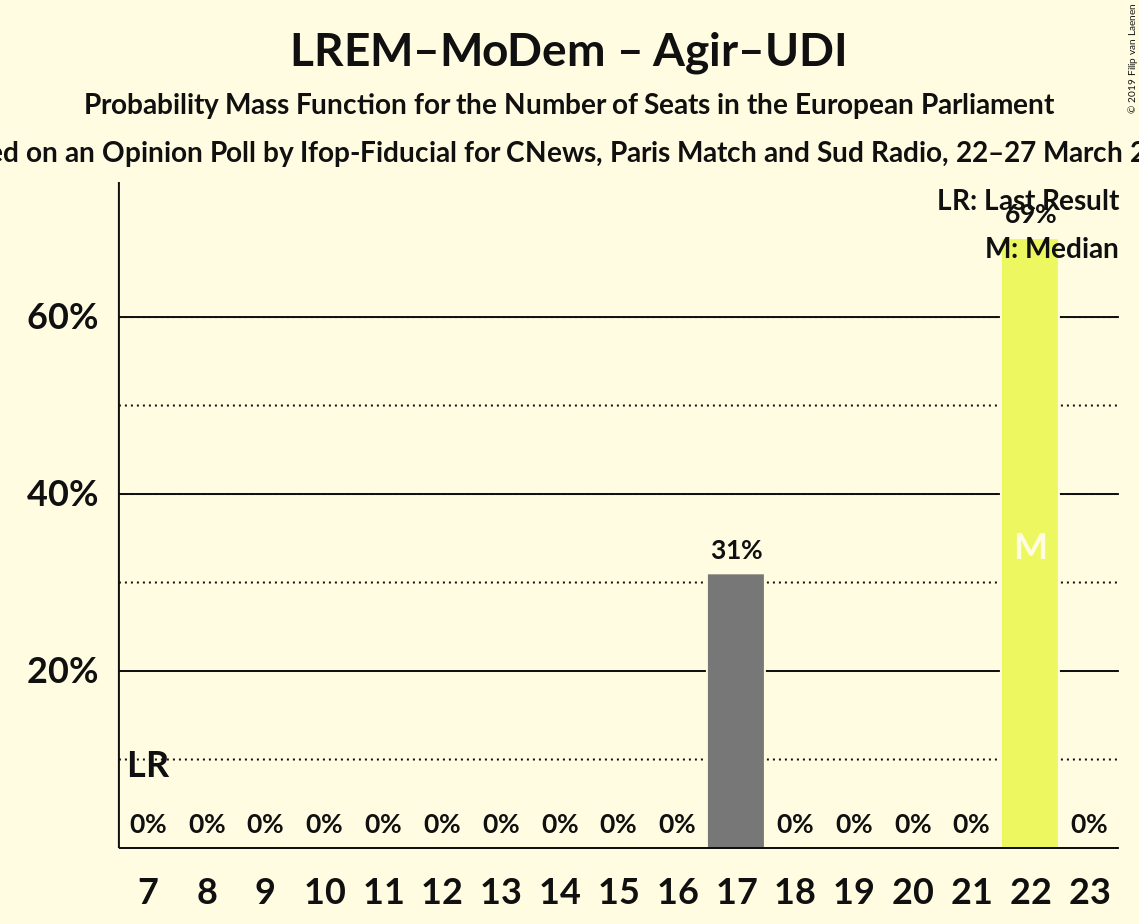 LREM–MoDem – Agir–UDI
Probability Mass Function for the Number of Seats in the European Parliament
on an Opinion Poll by Ifop-Fiducial for CNews, Paris Match and Sud Radio, 22–27 March
© 2019 Filip van Laenen
LR: Last Result
M: Median
69%
60%
40%
20%
31%
M
LR
0% 0% 0% 0% 0% 0% 0% 0% 0% 0% 0% 0% 0% 0% 0%
7 8 9 10 11 12 13 14 15 16 17 18 19 20 21 22 23